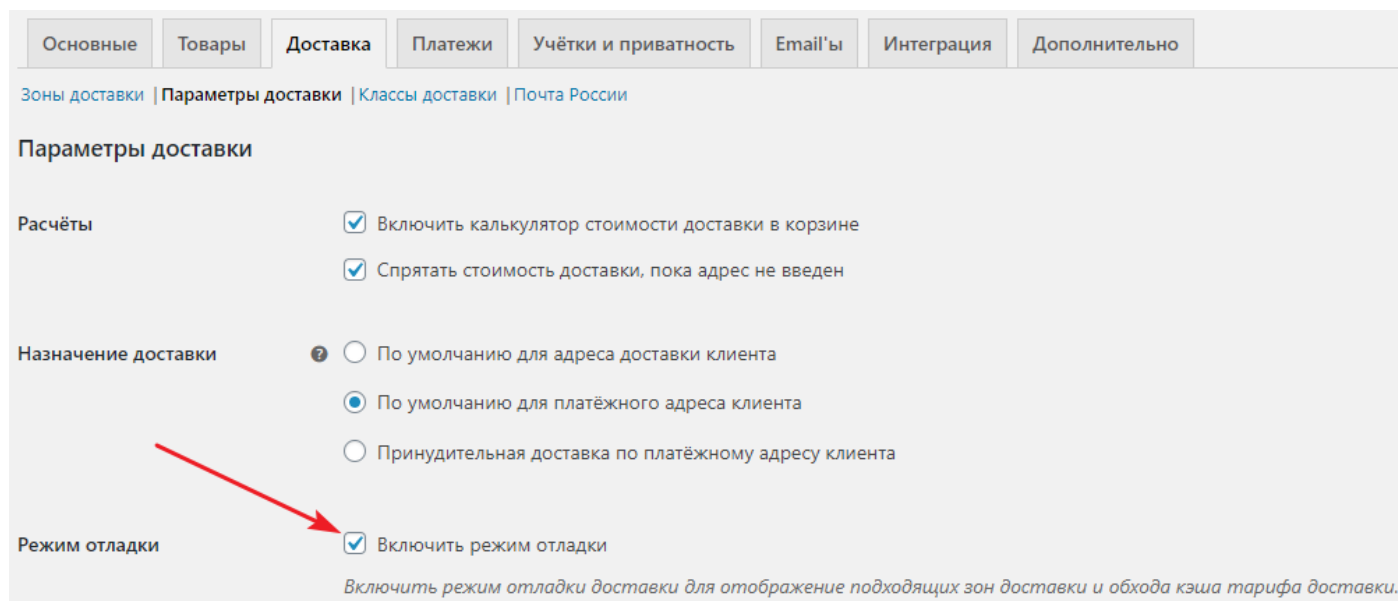 Основные Товары Доставка Платежи Учётки и приватность Email'ы Интеграция Дополнительно
Зоны доставки | Параметры доставки | Классы доставки | Почта России
Параметры доставки
Расчёты Включить калькулятор стоимости доставки в корзине
Спрятать стоимость доставки, пока адрес не введен
Назначение доставки ? По умолчанию для адреса доставки клиента
По умолчанию для платёжного адреса клиента
Принудительная доставка по платёжному адресу клиента
Режим отладки Включить режим отладки
Включить режим отладки доставки для отображение подходящих зон доставки и обхода кэша тарифа доставки.